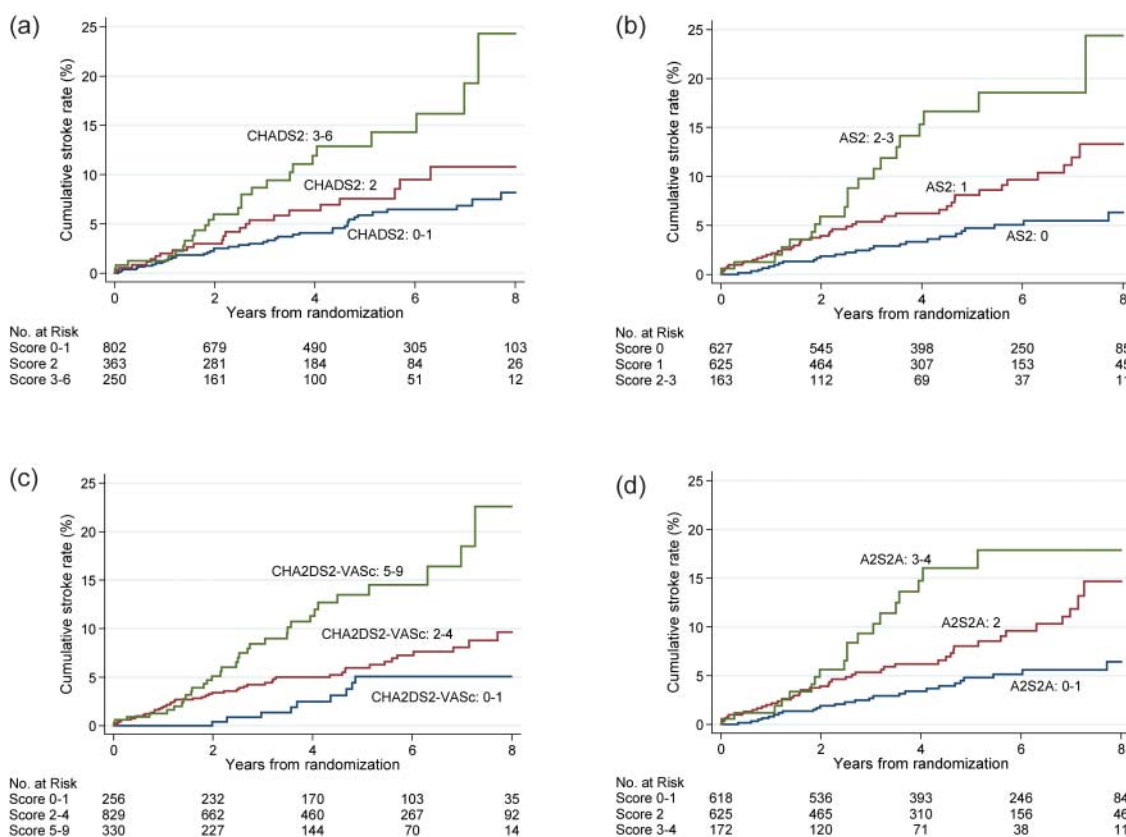 (a)
25
20
15
10
5
0
Cumulative stroke rate (%)
CHADS2: 3-6
CHADS2: 2
CHADS2: 0-1
0 2 4 6 8
Years from randomization
No. at Risk
Score 0-1 802 679 490 305 103
Score 2 363 281 184 84 26
Score 3-6 250 161 100 51 12
(b)
25
20
15
10
5
0
Cumulative stroke rate (%)
AS2: 2-3
AS2: 1
AS2: 0
0 2 4 6 8
Years from randomization
No. at Risk
Score 0 627 545 398 250 85
Score 1 625 464 307 153 45
Score 2-3 163 112 69 37 11
(c)
25
20
15
10
5
0
Cumulative stroke rate (%)
CHA2DS2-VASc: 5-9
CHA2DS2-VASc: 2-4
CHA2DS2-VASc: 0-1
0 2 4 6 8
Years from randomization
No. at Risk
Score 0-1 256 232 170 103 35
Score 2-4 829 662 460 267 92
Score 5-9 330 227 144 70 14
(d)
25
20
15
10
5
0
Cumulative stroke rate (%)
A2S2A: 3-4
A2S2A: 2
A2S2A: 0-1
0 2 4 6 8
Years from randomization
No. at Risk
Score 0-1 618 536 393 246 84
Score 2 625 465 310 156 46
Score 3-4 172 120 71 38 11